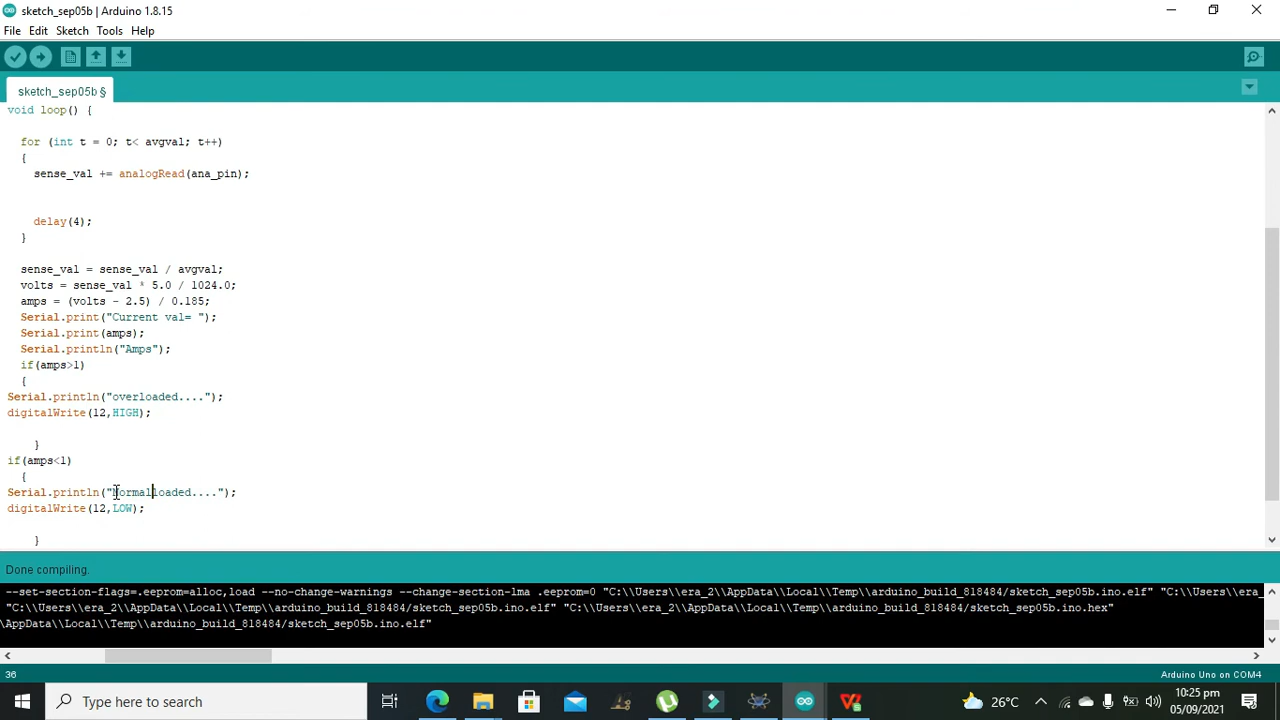 sketch_sep05b | Arduino 1.8.15
File Edit Sketch Tools Help
sketch_sep05b §
void loop() {
for (int t = 0; t< avgval; t++)
{
sense_val += analogRead(ana_pin);
delay(4);
}
sense_val = sense_val / avgval;
volts = sense_val * 5.0 / 1024.0;
amps = (volts - 2.5) / 0.185;
Serial.print("Current val= ");
Serial.print(amps);
Serial.println("Amps");
if(amps>1)
{
Serial.println("overloaded....");
digitalWrite(12,HIGH);
}
if(amps<1)
{
Serial.println("Normalloaded....");
digitalWrite(12,LOW);
}
Done compiling.
--set-section-flags=.eeprom=alloc,load --no-change-warnings --change-section-lma .eeprom=0 "C:\\Users\\era_2\\AppData\\Local\\Temp\\arduino_build_818484/sketch_sep05b.ino.elf" "C:\\Users\\era_
"C:\\Users\\era_2\\AppData\\Local\\Temp\\arduino_build_818484/sketch_sep05b.ino.elf" "C:\\Users\\era_2\\AppData\\Local\\Temp\\arduino_build_818484/sketch_sep05b.ino.hex"
\AppData\\Local\\Temp\\arduino_build_818484/sketch_sep05b.ino.elf"
36
Arduino Uno on COM4
Type here to search
26°C
10:25 pm
05/09/2021